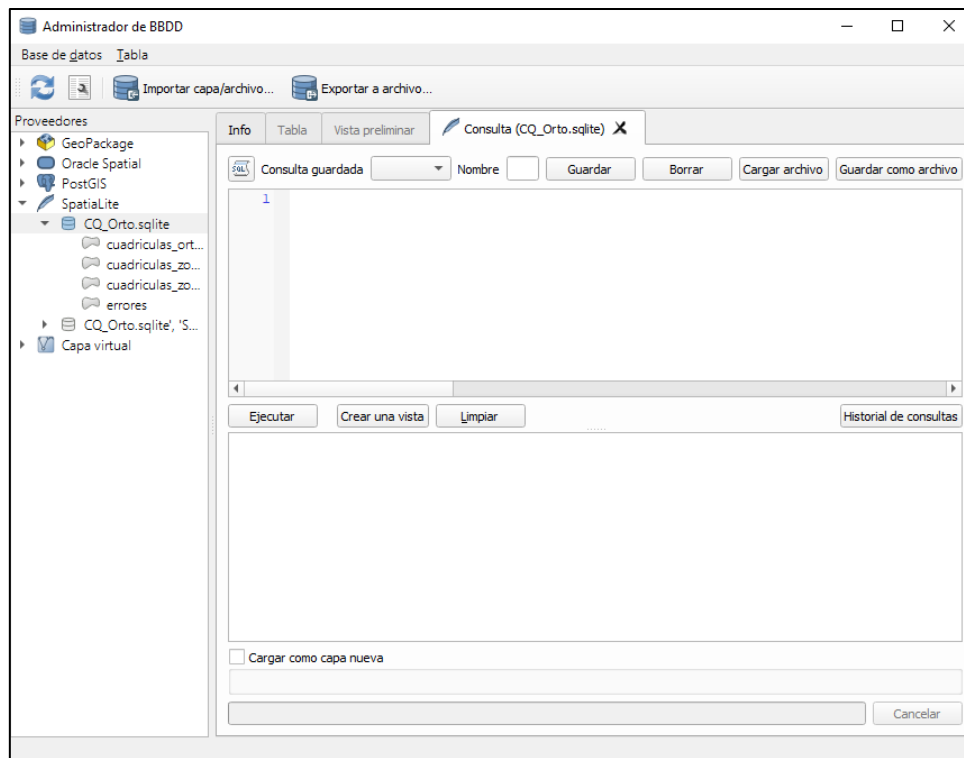 Administrador de BBDD
Base de datos Tabla
Importar capa/archivo... Exportar a archivo...
Proveedores
GeoPackage
Oracle Spatial
PostGIS
SpatiaLite
CQ_Orto.sqlite
cuadriculas_ort...
cuadriculas_zo...
cuadriculas_zo...
errores
CQ_Orto.sqlite', 'S...
Capa virtual
Info Tabla Vista preliminar Consulta (CQ_Orto.sqlite)
SQL Consulta guardada Nombre Guardar Borrar Cargar archivo Guardar como archivo
1
Ejecutar Crear una vista Limpiar Historial de consultas
Cargar como capa nueva
Cancelar